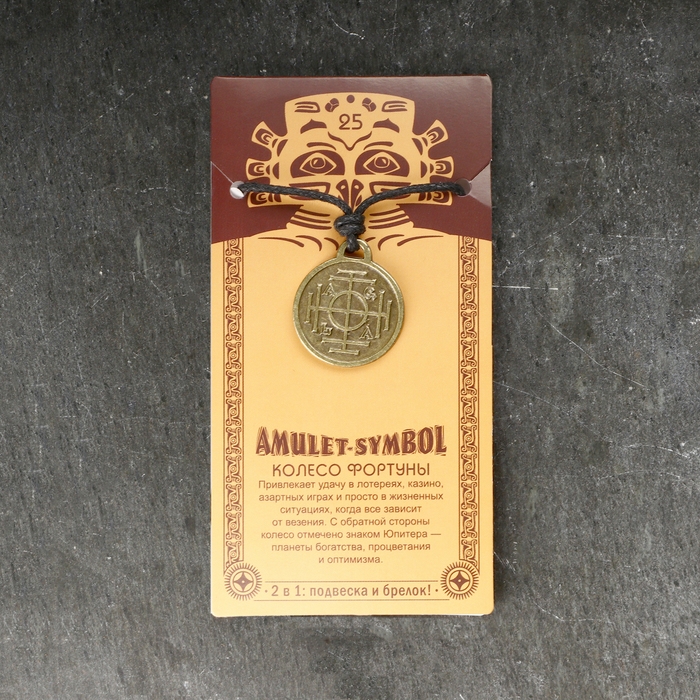 25
AMULET-SYMBOL
КОЛЕСО ФОРТУНЫ
Привлекает удачу в лотереях, казино,
азартных играх и просто в жизненных
ситуациях, когда все зависит
от везения. С обратной стороны
колесо отмечено знаком Юпитера —
планеты богатства, процветания
и оптимизма.
· 2 в 1: подвеска и брелок! ·